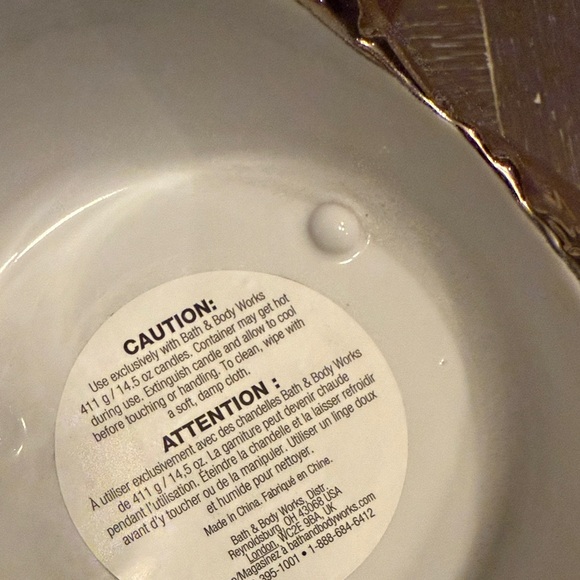 CAUTION:
Use exclusively with Bath & Body Works
411 g / 14.5 oz candles. Container may get hot
during use. Extinguish candle and allow to cool
before touching or handling. To clean, wipe with
a soft, damp cloth.
ATTENTION :
À utiliser exclusivement avec des chandelles Bath & Body Works
de 411 g / 14,5 oz. La garniture peut devenir chaude
pendant l'utilisation. Éteindre la chandelle et la laisser refroidir
avant d'y toucher ou de la manipuler. Utiliser un linge doux
et humide pour nettoyer.
Made in China. Fabriqué en Chine.
Bath & Body Works, Distr.
Reynoldsburg, OH 43068 USA
London, WC2E 9BA, UK
/Magasinez à bathandbodyworks.com
395-1001 • 1-888-684-6412